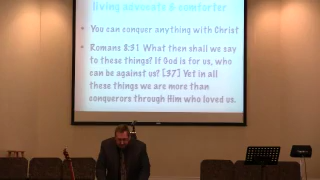 living advocate & comforter
• You can conquer anything with Christ
• Romans 8:31 What then shall we say
to these things? If God is for us, who
can be against us? [37] Yet in all
these things we are more than
conquerors through Him who loved us.